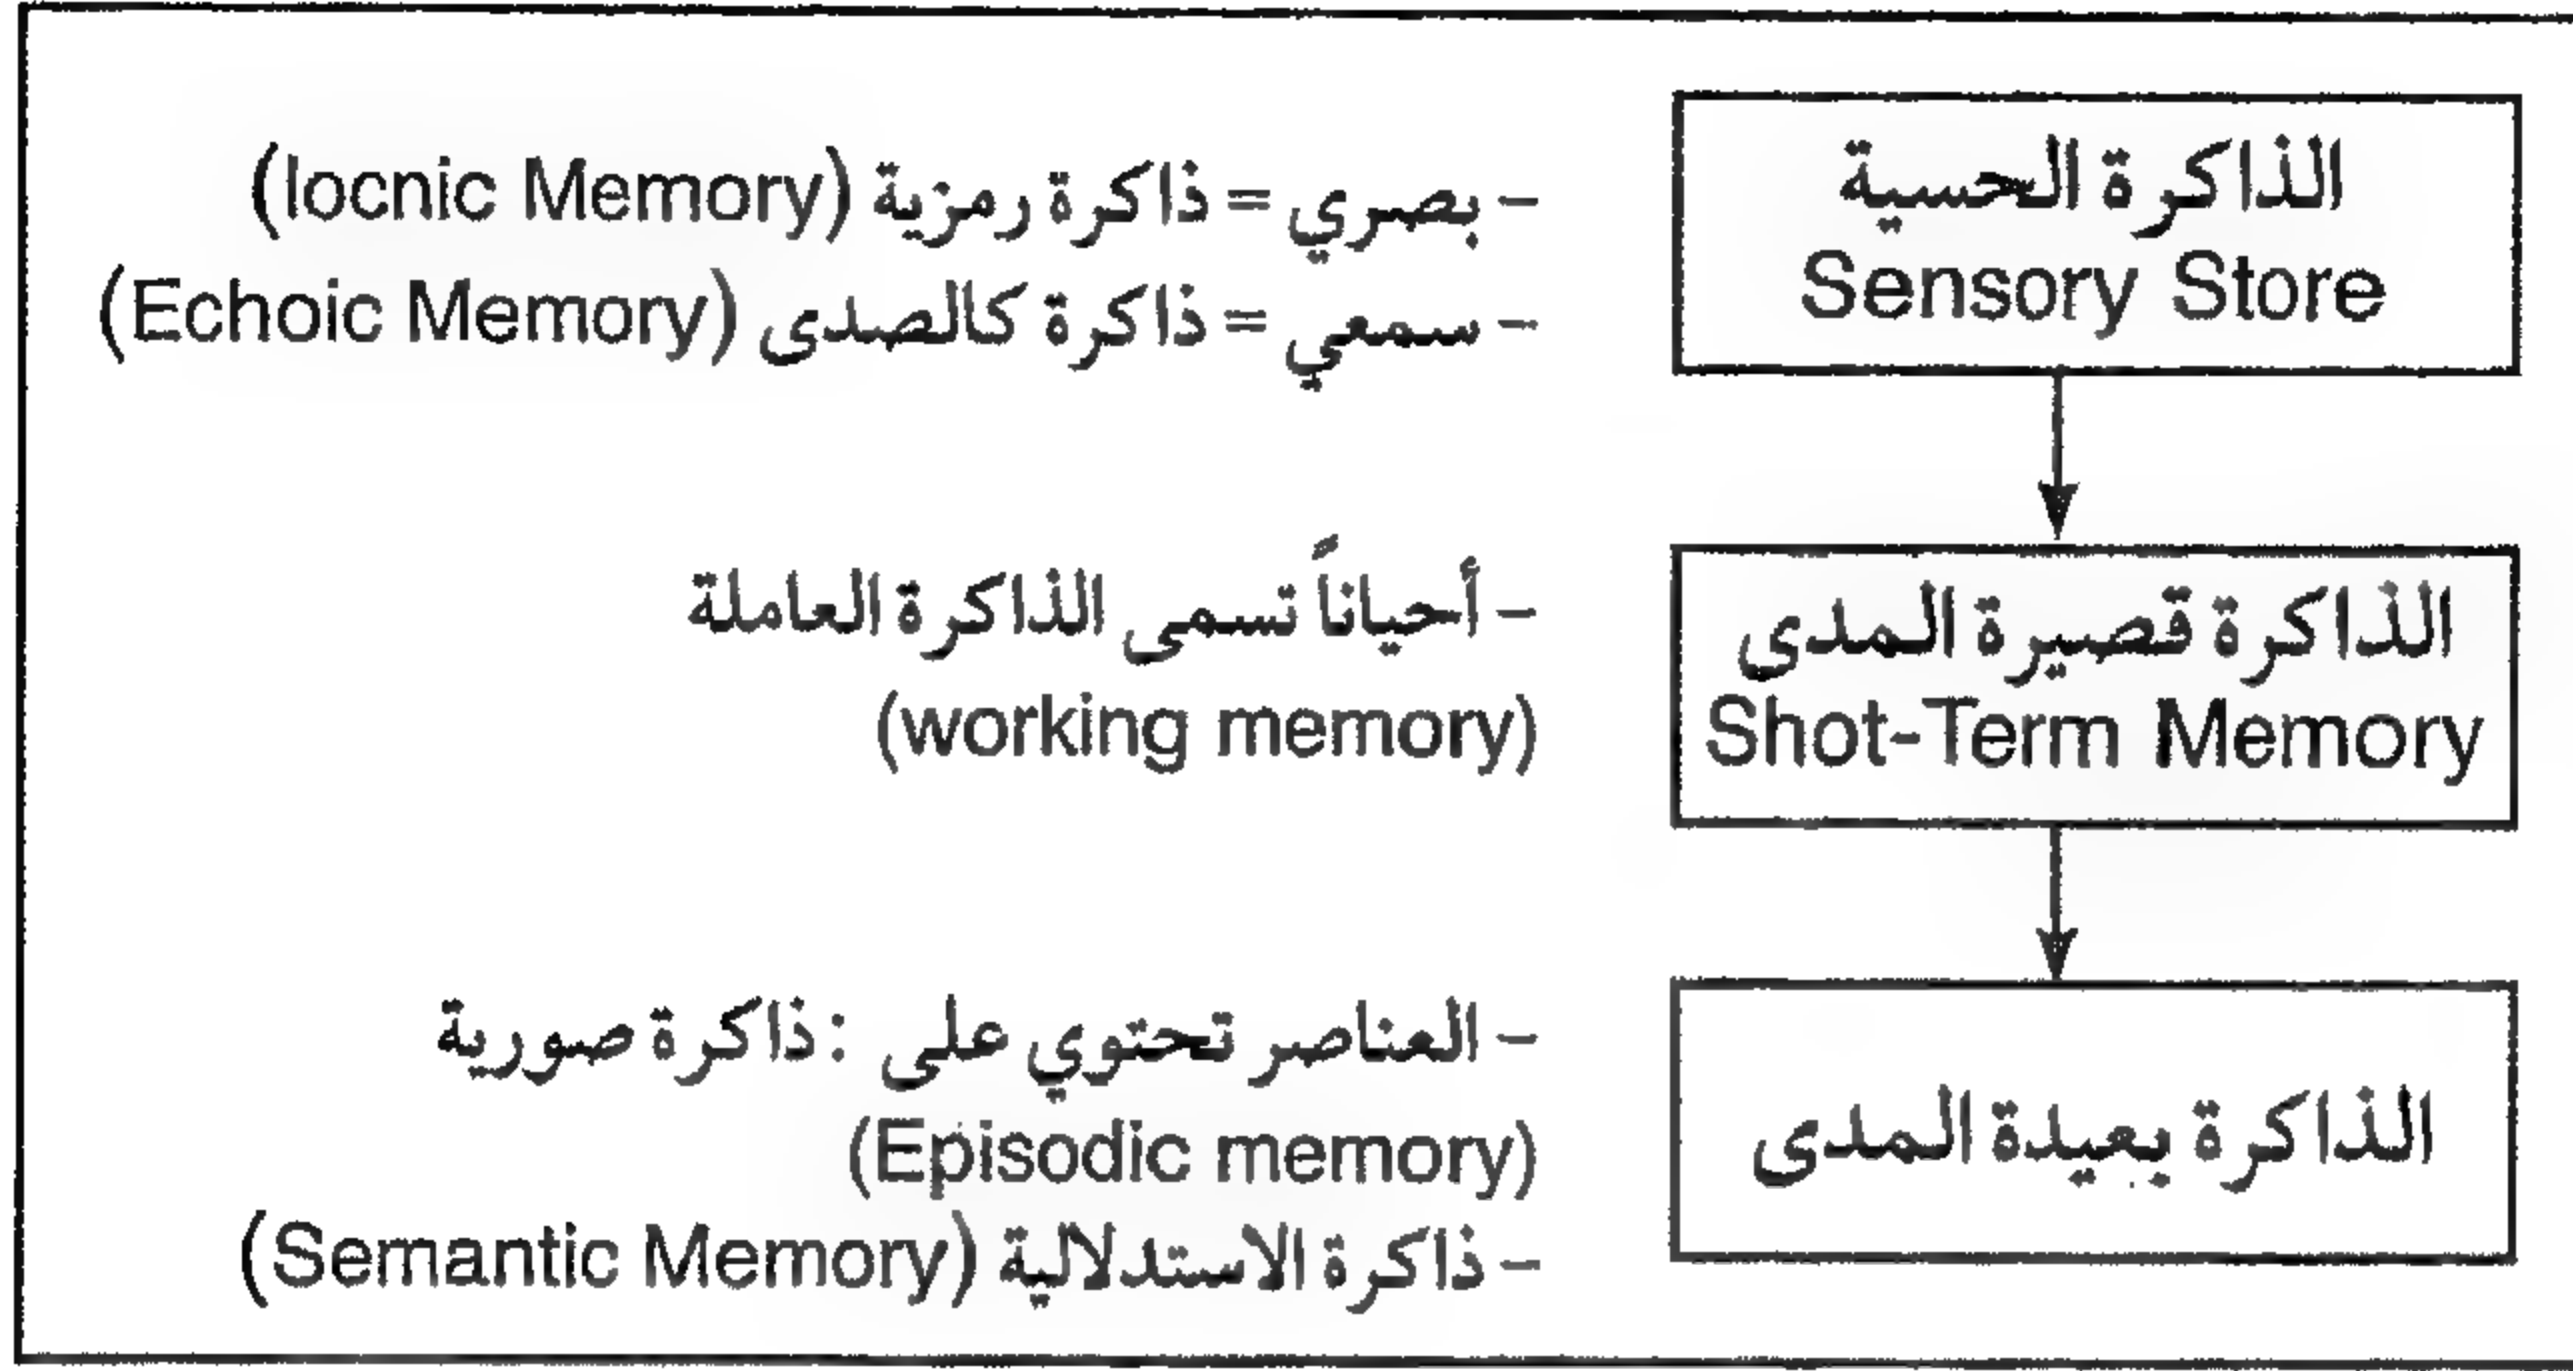 الذاكرة الحسية
Sensory Store
- بصري = ذاكرة رمزية (Iocnic Memory)
- سمعي = ذاكرة كالصدى (Echoic Memory)
الذاكرة قصيرة المدى
Shot-Term Memory
- أحياناً تسمى الذاكرة العاملة
(working memory)
الذاكرة بعيدة المدى
- العناصر تحتوي على : ذاكرة صورية
(Episodic memory)
- ذاكرة الاستدلالية (Semantic Memory)